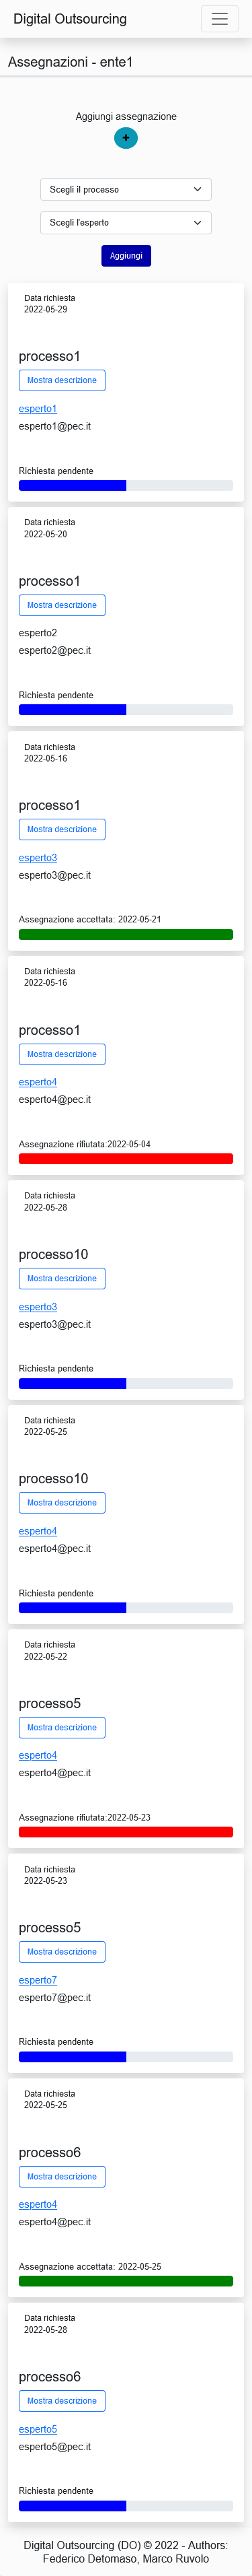 Digital Outsourcing
Assegnazioni - ente1
Aggiungi assegnazione
+
Scegli il processo
Scegli l'esperto
Aggiungi
Data richiesta
2022-05-29
processo1
Mostra descrizione
esperto1
esperto1@pec.it
Richiesta pendente
Data richiesta
2022-05-20
processo1
Mostra descrizione
esperto2
esperto2@pec.it
Richiesta pendente
Data richiesta
2022-05-16
processo1
Mostra descrizione
esperto3
esperto3@pec.it
Assegnazione accettata: 2022-05-21
Data richiesta
2022-05-16
processo1
Mostra descrizione
esperto4
esperto4@pec.it
Assegnazione rifiutata:2022-05-04
Data richiesta
2022-05-28
processo10
Mostra descrizione
esperto3
esperto3@pec.it
Richiesta pendente
Data richiesta
2022-05-25
processo10
Mostra descrizione
esperto4
esperto4@pec.it
Richiesta pendente
Data richiesta
2022-05-22
processo5
Mostra descrizione
esperto4
esperto4@pec.it
Assegnazione rifiutata:2022-05-23
Data richiesta
2022-05-23
processo5
Mostra descrizione
esperto7
esperto7@pec.it
Richiesta pendente
Data richiesta
2022-05-25
processo6
Mostra descrizione
esperto4
esperto4@pec.it
Assegnazione accettata: 2022-05-25
Data richiesta
2022-05-28
processo6
Mostra descrizione
esperto5
esperto5@pec.it
Richiesta pendente
Digital Outsourcing (DO) © 2022 - Authors:
Federico Detomaso, Marco Ruvolo